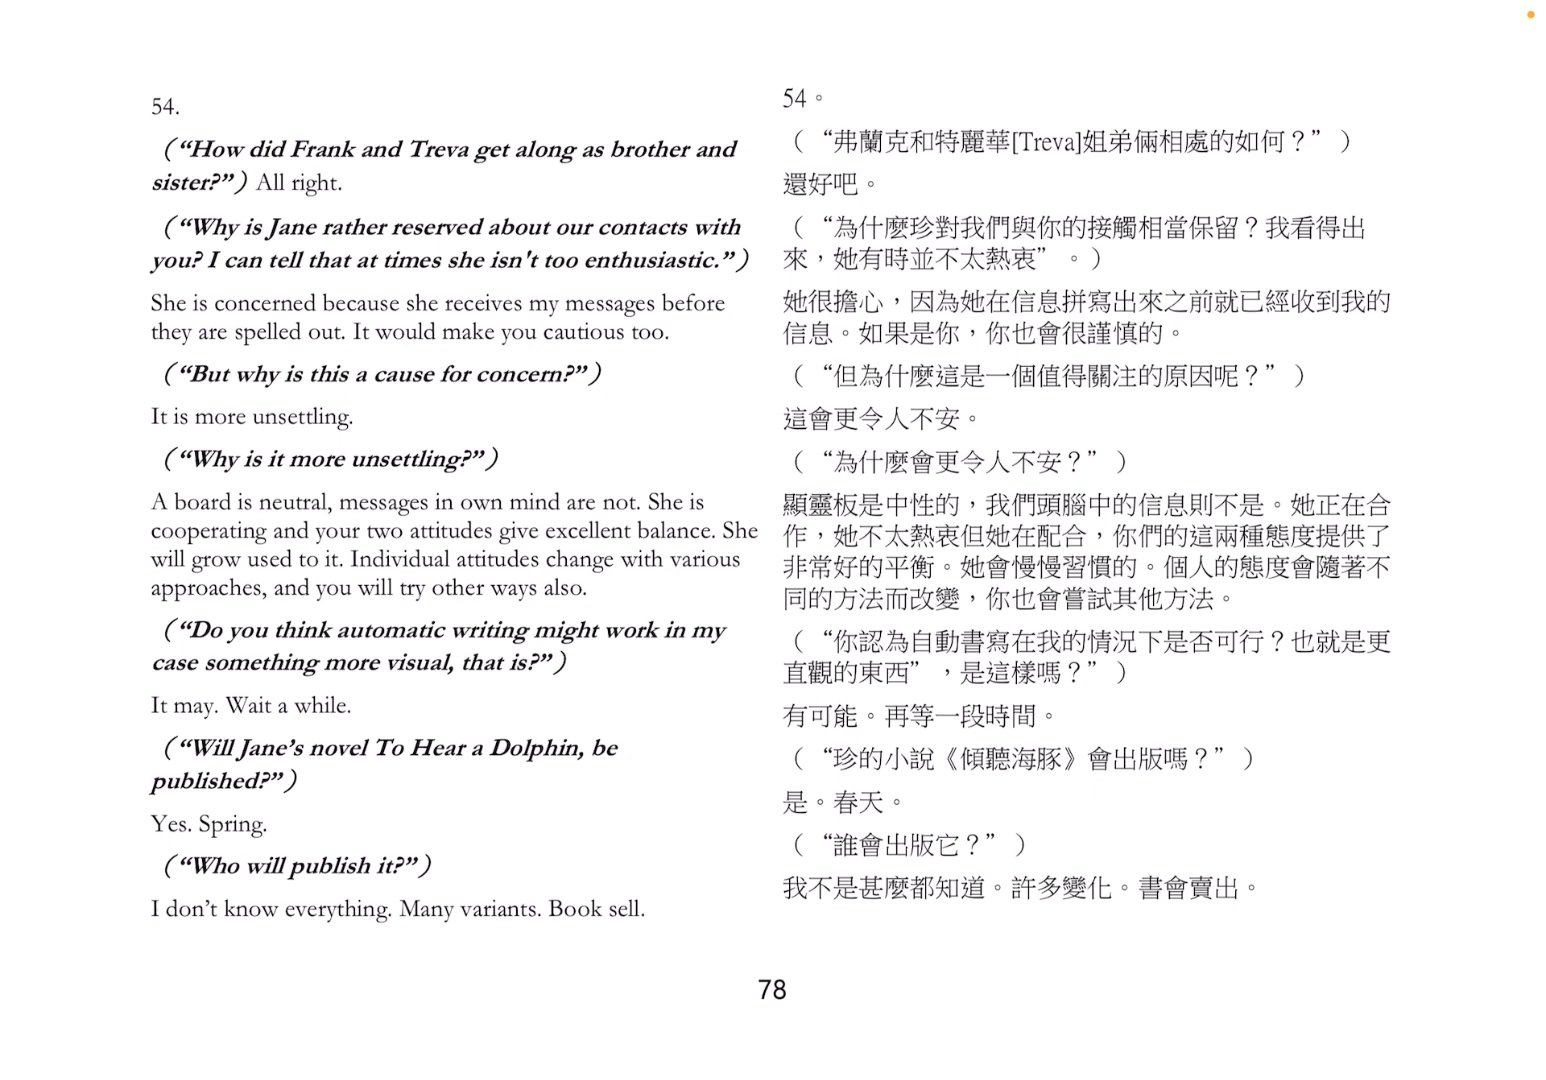 54.
（“How did Frank and Treva get along as brother and
sister?”）All right.
（“Why is Jane rather reserved about our contacts with
you? I can tell that at times she isn't too enthusiastic.”）
She is concerned because she receives my messages before
they are spelled out. It would make you cautious too.
（“But why is this a cause for concern?”）
It is more unsettling.
（“Why is it more unsettling?”）
A board is neutral, messages in own mind are not. She is
cooperating and your two attitudes give excellent balance. She
will grow used to it. Individual attitudes change with various
approaches, and you will try other ways also.
（“Do you think automatic writing might work in my
case something more visual, that is?”）
It may. Wait a while.
（“Will Jane’s novel To Hear a Dolphin, be
published?”）
Yes. Spring.
（“Who will publish it?”）
I don’t know everything. Many variants. Book sell.
54。
（“弗蘭克和特麗華[Treva]姐弟倆相處的如何？”）
還好吧。
（“為什麼珍對我們與你的接觸相當保留？我看得出
來，她有時並不太熱衷”。）
她很擔心，因為她在信息拼寫出來之前就已經收到我的
信息。如果是你，你也會很謹慎的。
（“但為什麼這是一個值得關注的原因呢？”）
這會更令人不安。
（“為什麼會更令人不安？”）
顯靈板是中性的，我們頭腦中的信息則不是。她正在合
作，她不太熱衷但她在配合，你們的這兩種態度提供了
非常好的平衡。她會慢慢習慣的。個人的態度會隨著不
同的方法而改變，你也會嘗試其他方法。
（“你認為自動書寫在我的情況下是否可行？也就是更
直觀的東西”，是這樣嗎？”）
有可能。再等一段時間。
（“珍的小說《傾聽海豚》會出版嗎？”）
是。春天。
（“誰會出版它？”）
我不是甚麼都知道。許多變化。書會賣出。
78